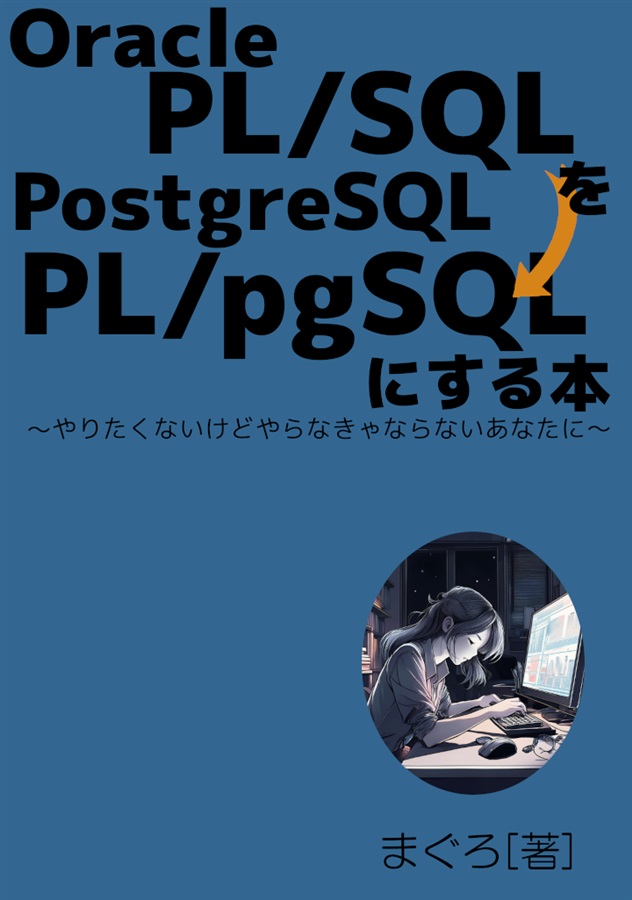 Oracle
PL/SQL
を
PostgreSQL
PL/pgSQL
にする本
～やりたくないけどやらなきゃならないあなたに～
まぐろ[著]